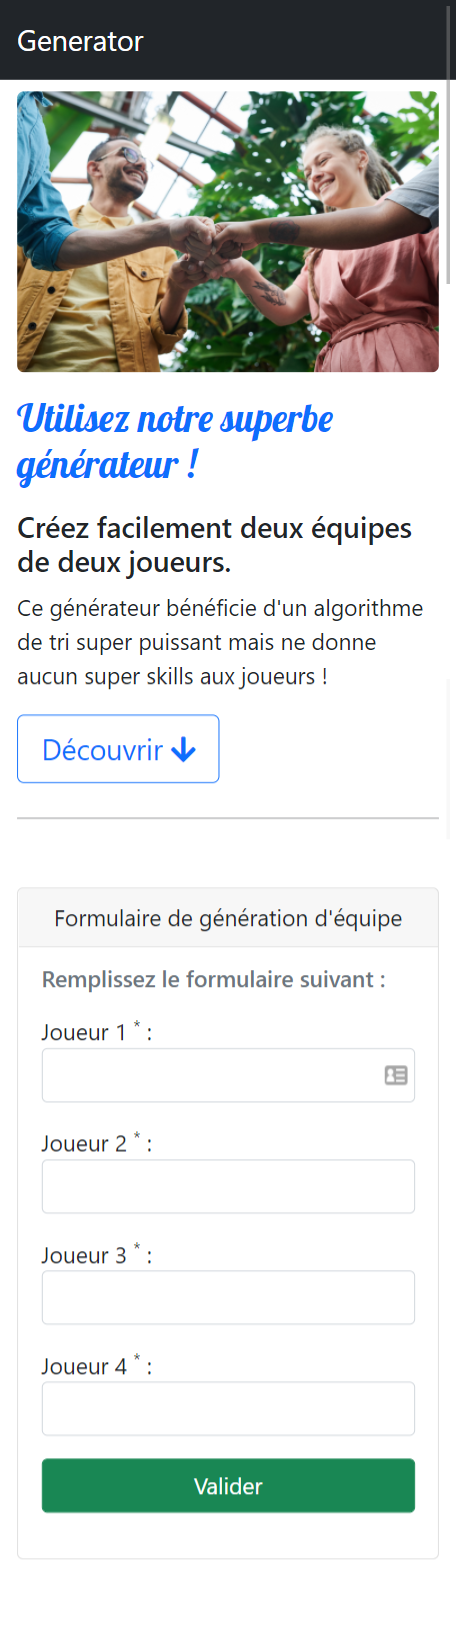 Generator
Utilisez notre superbe
générateur !
Créez facilement deux équipes
de deux joueurs.
Ce générateur bénéficie d'un algorithme
de tri super puissant mais ne donne
aucun super skills aux joueurs !
Découvrir
Formulaire de génération d'équipe
Remplissez le formulaire suivant :
Joueur 1 * :
Joueur 2 * :
Joueur 3 * :
Joueur 4 * :
Valider